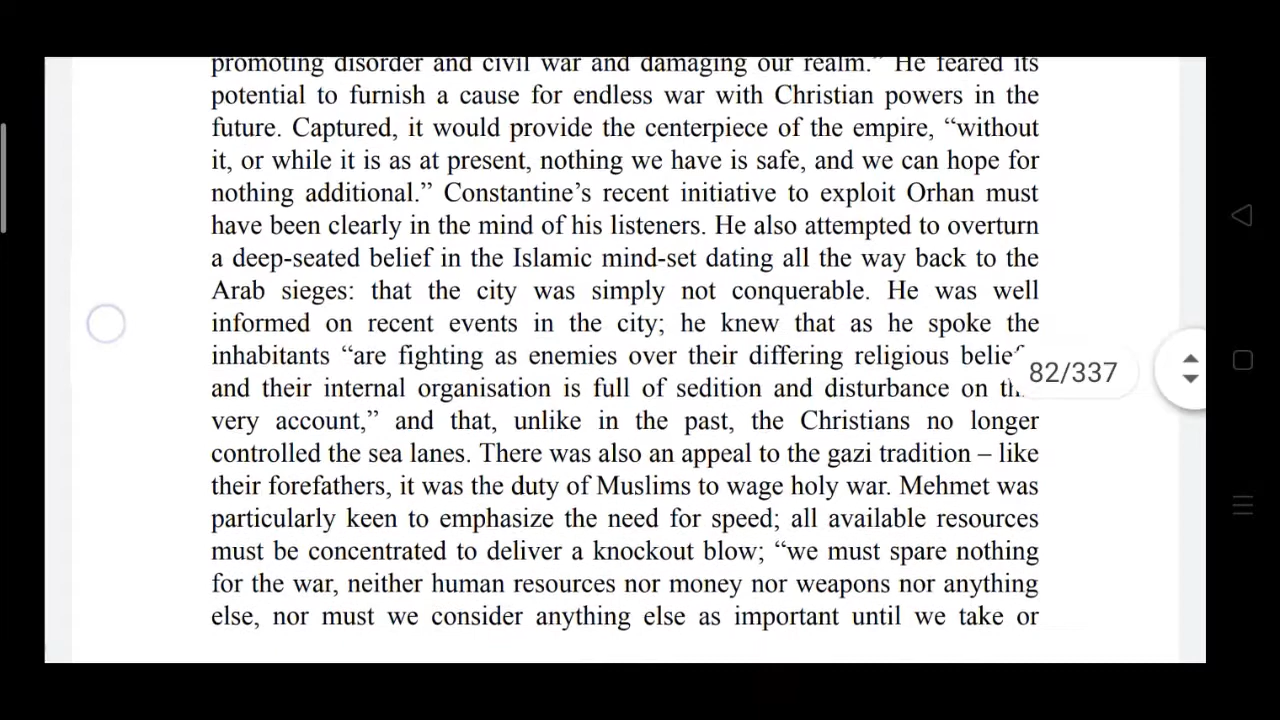 promoting disorder and civil war and damaging our realm.” He feared its
potential to furnish a cause for endless war with Christian powers in the
future. Captured, it would provide the centerpiece of the empire, “without
it, or while it is as at present, nothing we have is safe, and we can hope for
nothing additional.” Constantine’s recent initiative to exploit Orhan must
have been clearly in the mind of his listeners. He also attempted to overturn
a deep-seated belief in the Islamic mind-set dating all the way back to the
Arab sieges: that the city was simply not conquerable. He was well
informed on recent events in the city; he knew that as he spoke the
inhabitants “are fighting as enemies over their differing religious
and their internal organisation is full of sedition and disturbance on
very account,” and that, unlike in the past, the Christians no longer
controlled the sea lanes. There was also an appeal to the gazi tradition – like
their forefathers, it was the duty of Muslims to wage holy war. Mehmet was
particularly keen to emphasize the need for speed; all available resources
must be concentrated to deliver a knockout blow; “we must spare nothing
for the war, neither human resources nor money nor weapons nor anything
else, nor must we consider anything else as important until we take or
82/337